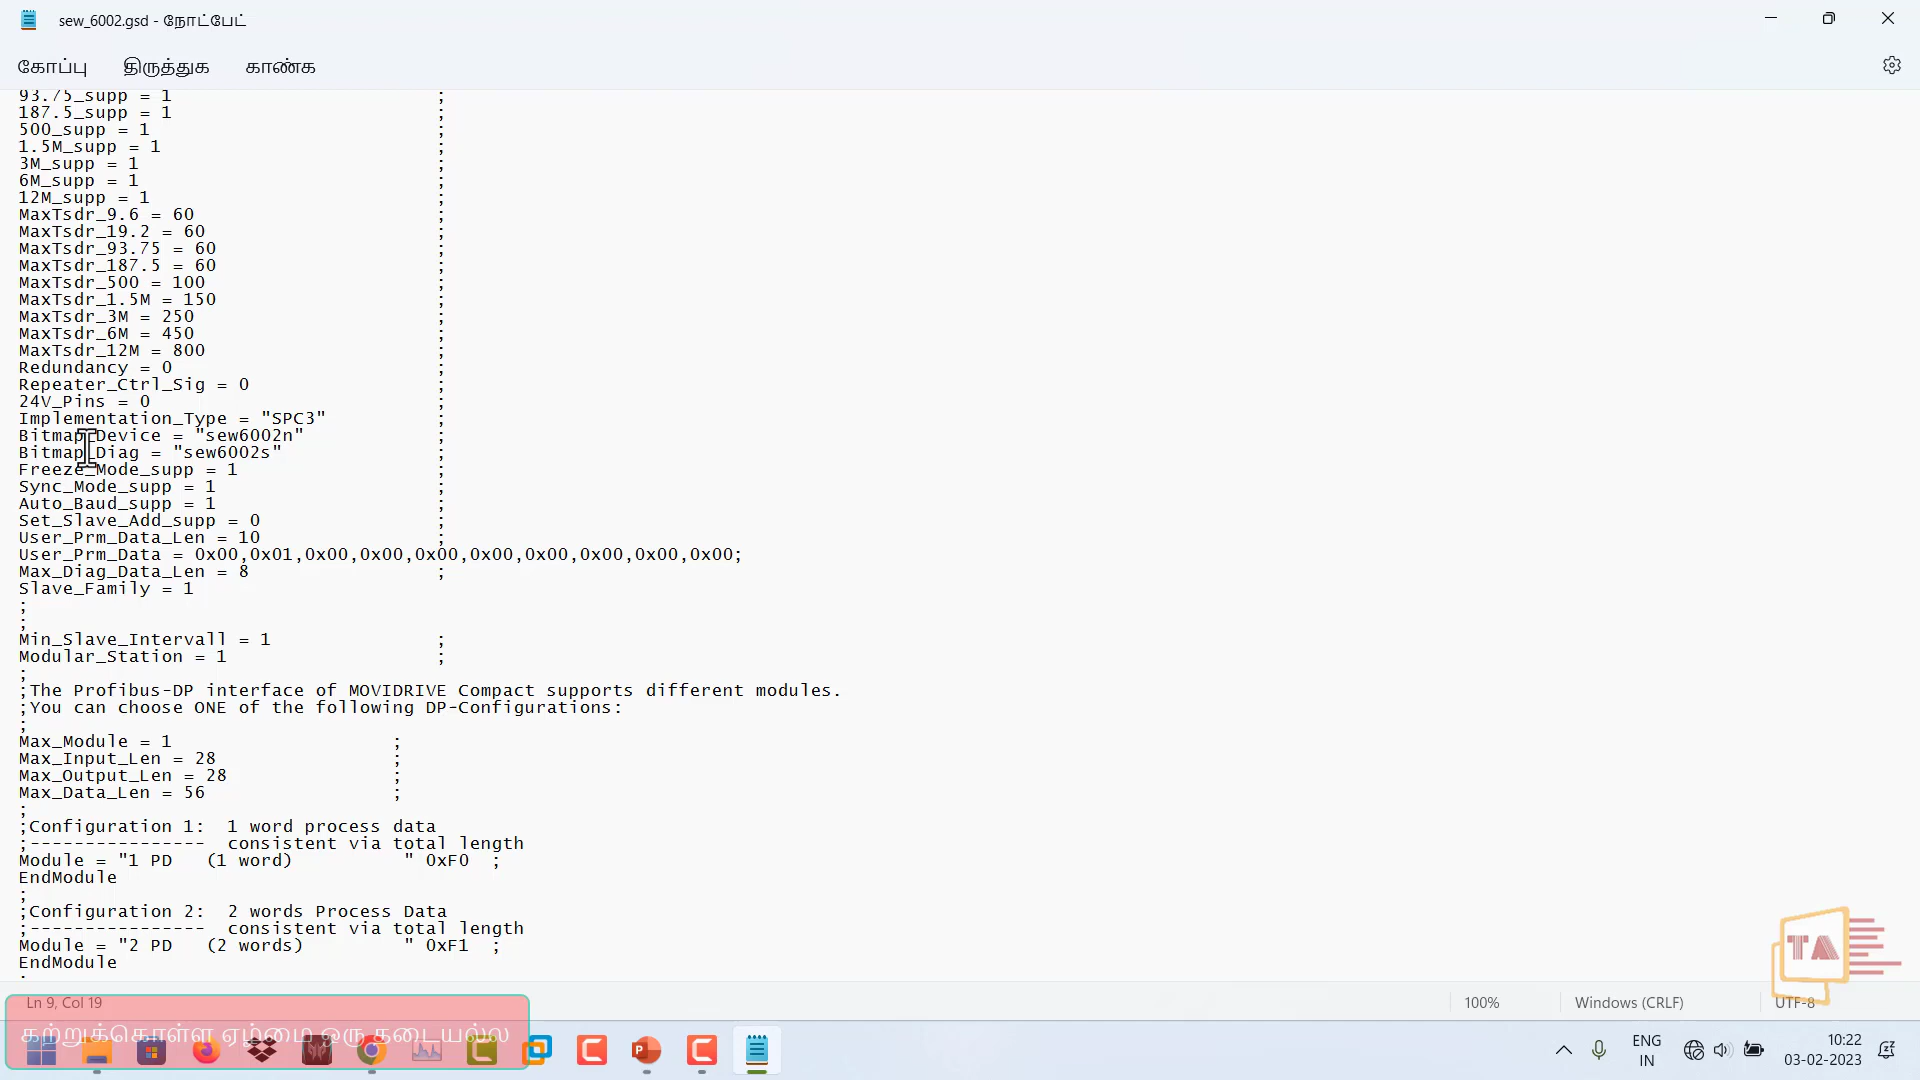 sew_6002.gsd - நோட்பேட்
கோப்பு திருத்துக காண்க
93.75_supp = 1 ;
187.5_supp = 1 ;
500_supp = 1 ;
1.5M_supp = 1 ;
3M_supp = 1 ;
6M_supp = 1 ;
12M_supp = 1 ;
MaxTsdr_9.6 = 60 ;
MaxTsdr_19.2 = 60 ;
MaxTsdr_93.75 = 60 ;
MaxTsdr_187.5 = 60 ;
MaxTsdr_500 = 100 ;
MaxTsdr_1.5M = 150 ;
MaxTsdr_3M = 250 ;
MaxTsdr_6M = 450 ;
MaxTsdr_12M = 800 ;
Redundancy = 0 ;
Repeater_Ctrl_Sig = 0 ;
24V_Pins = 0 ;
Implementation_Type = "SPC3" ;
Bitmap_Device = "sew6002n" ;
Bitmap_Diag = "sew6002s" ;
Freeze_Mode_supp = 1 ;
Sync_Mode_supp = 1 ;
Auto_Baud_supp = 1 ;
Set_Slave_Add_supp = 0 ;
User_Prm_Data_Len = 10 ;
User_Prm_Data = 0x00,0x01,0x00,0x00,0x00,0x00,0x00,0x00,0x00,0x00;
Max_Diag_Data_Len = 8 ;
Slave_Family = 1
;
;
Min_Slave_Intervall = 1 ;
Modular_Station = 1 ;
;
;The Profibus-DP interface of MOVIDRIVE Compact supports different modules.
;You can choose ONE of the following DP-Configurations:
;
Max_Module = 1 ;
Max_Input_Len = 28 ;
Max_Output_Len = 28 ;
Max_Data_Len = 56 ;
;
;Configuration 1: 1 word process data
;---------------- consistent via total length
Module = "1 PD (1 word) " 0xF0 ;
EndModule
;
;Configuration 2: 2 words Process Data
;---------------- consistent via total length
Module = "2 PD (2 words) " 0xF1 ;
EndModule
;
TA
Ln 9, Col 19 100% Windows (CRLF) UTF-8
கற்றுக்கொள்ள ஏழ்மை ஒரு தடையல்ல
ENG
IN
10:22
03-02-2023